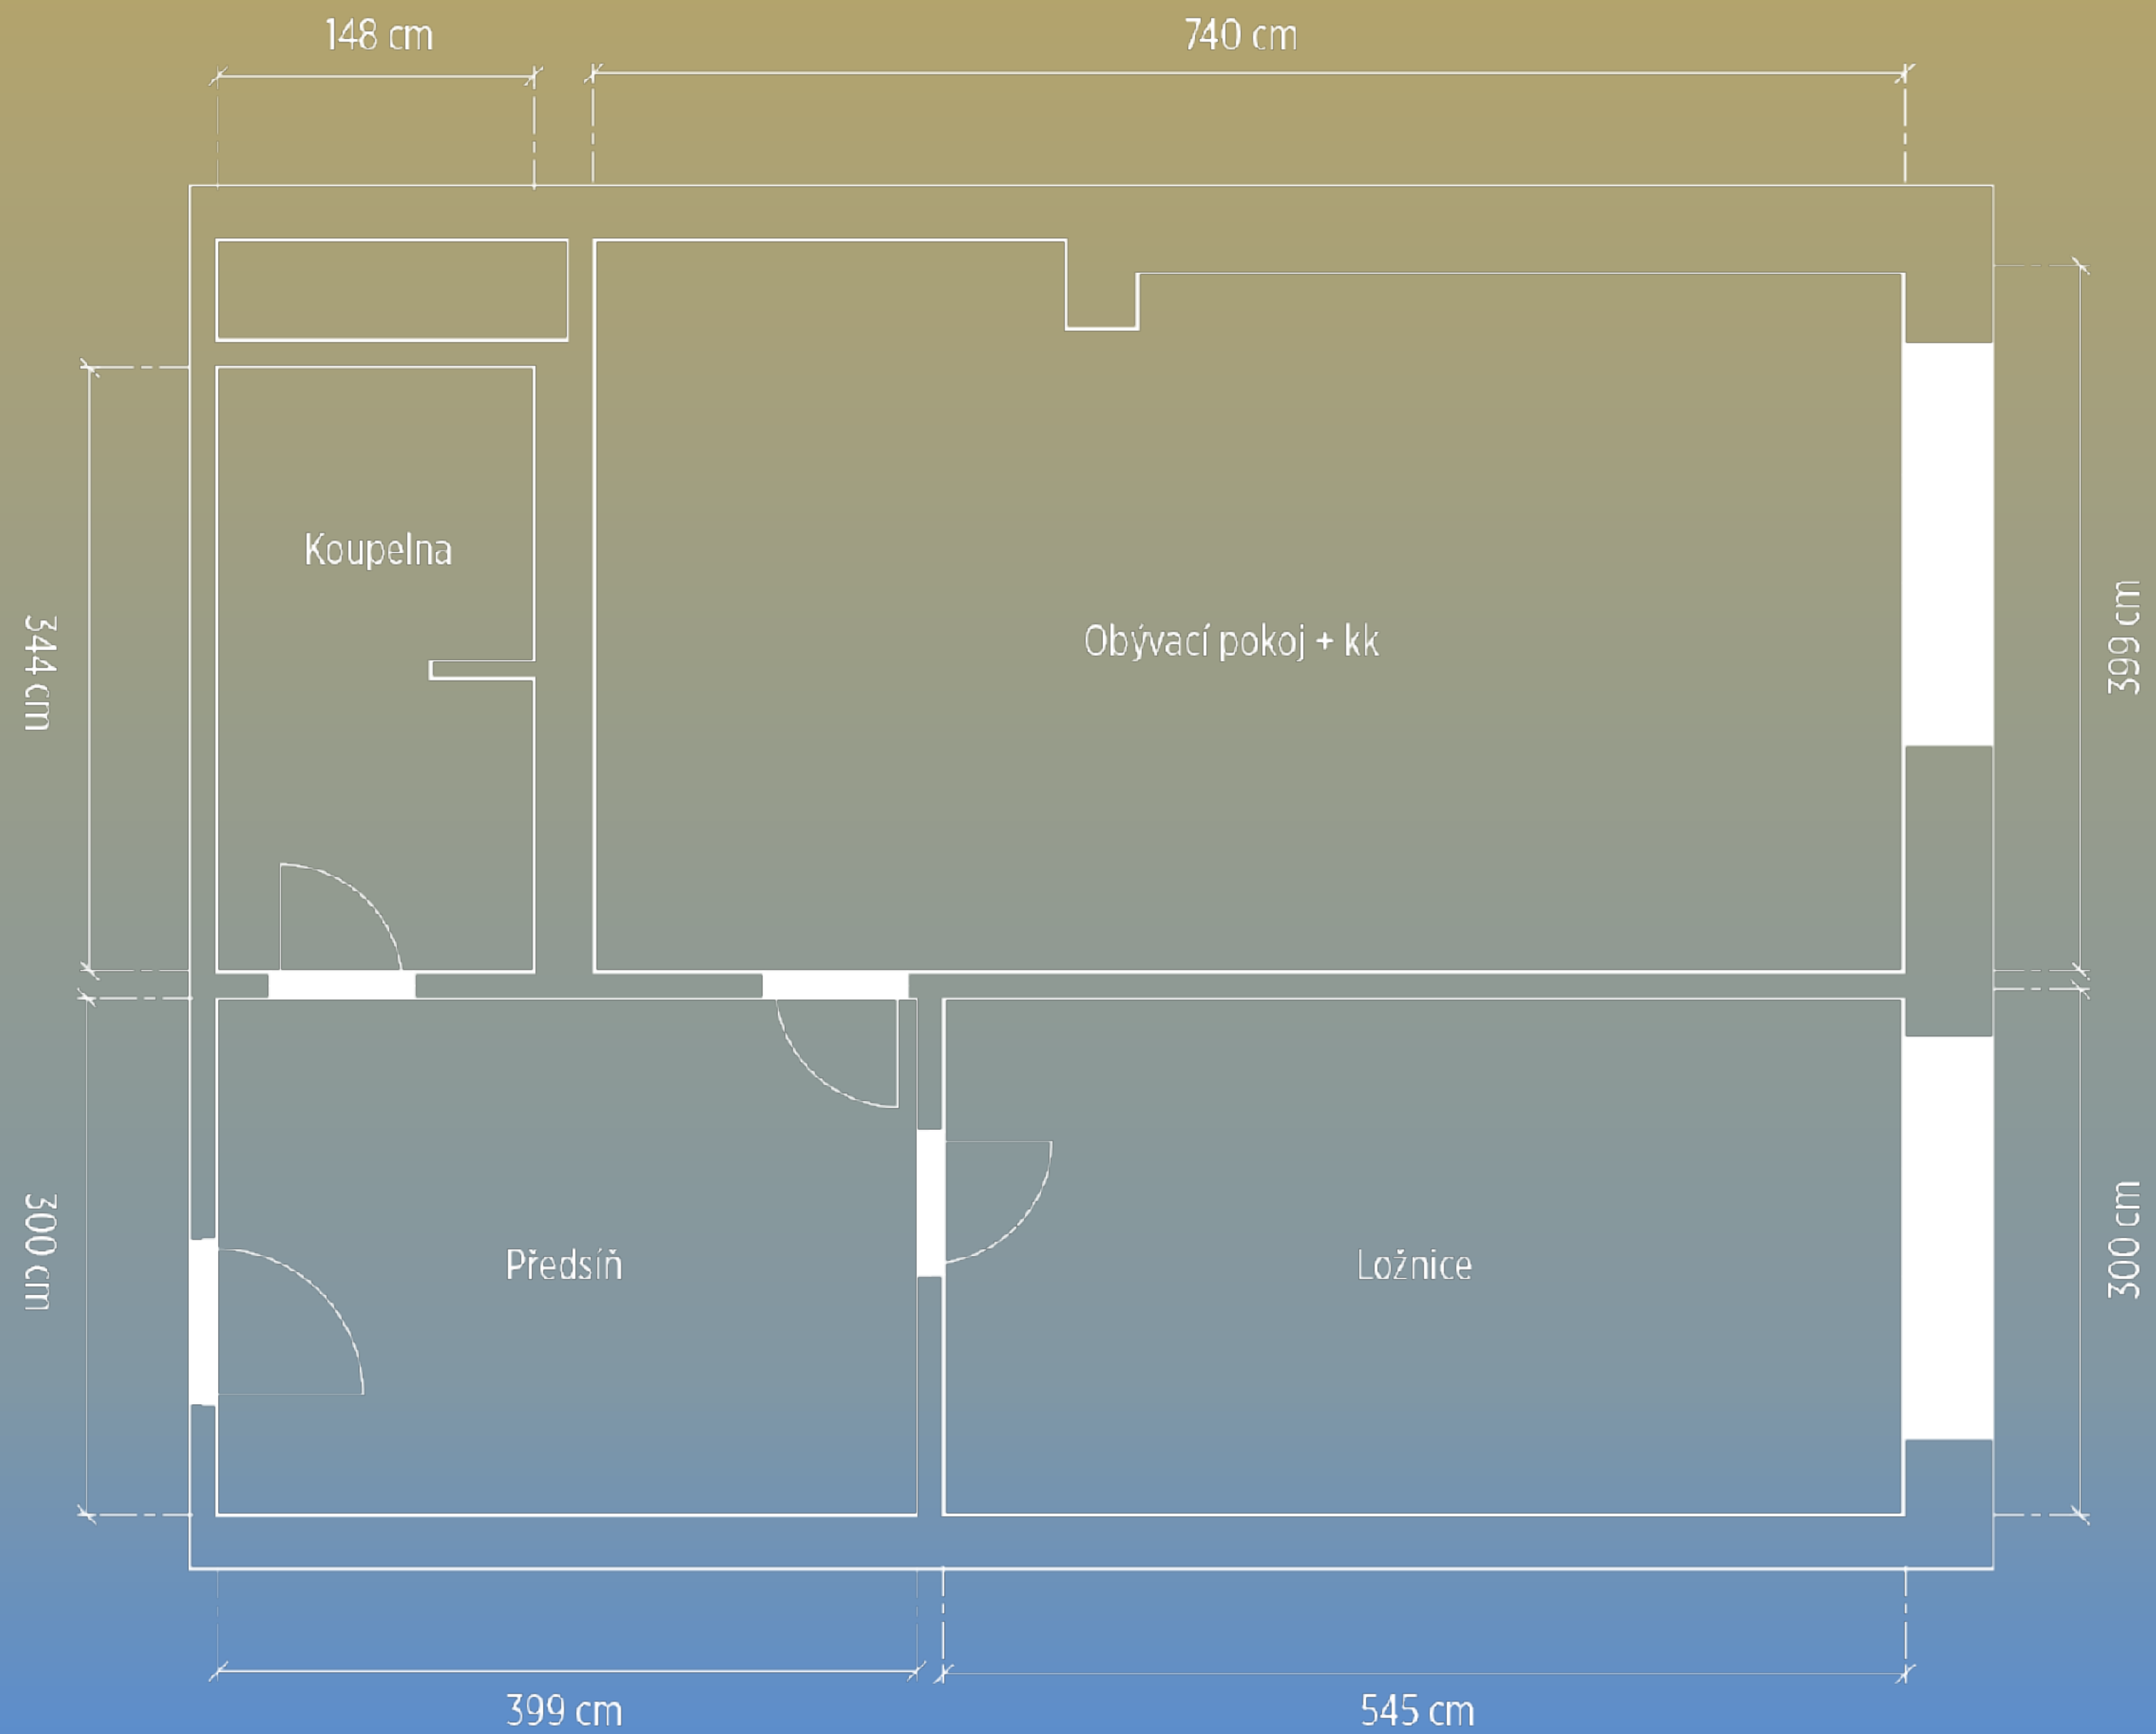 148 cm
740 cm
Koupelna
Obývací pokoj + kk
344 cm
399 cm
Předsíň
Ložnice
300 cm
300 cm
399 cm
545 cm